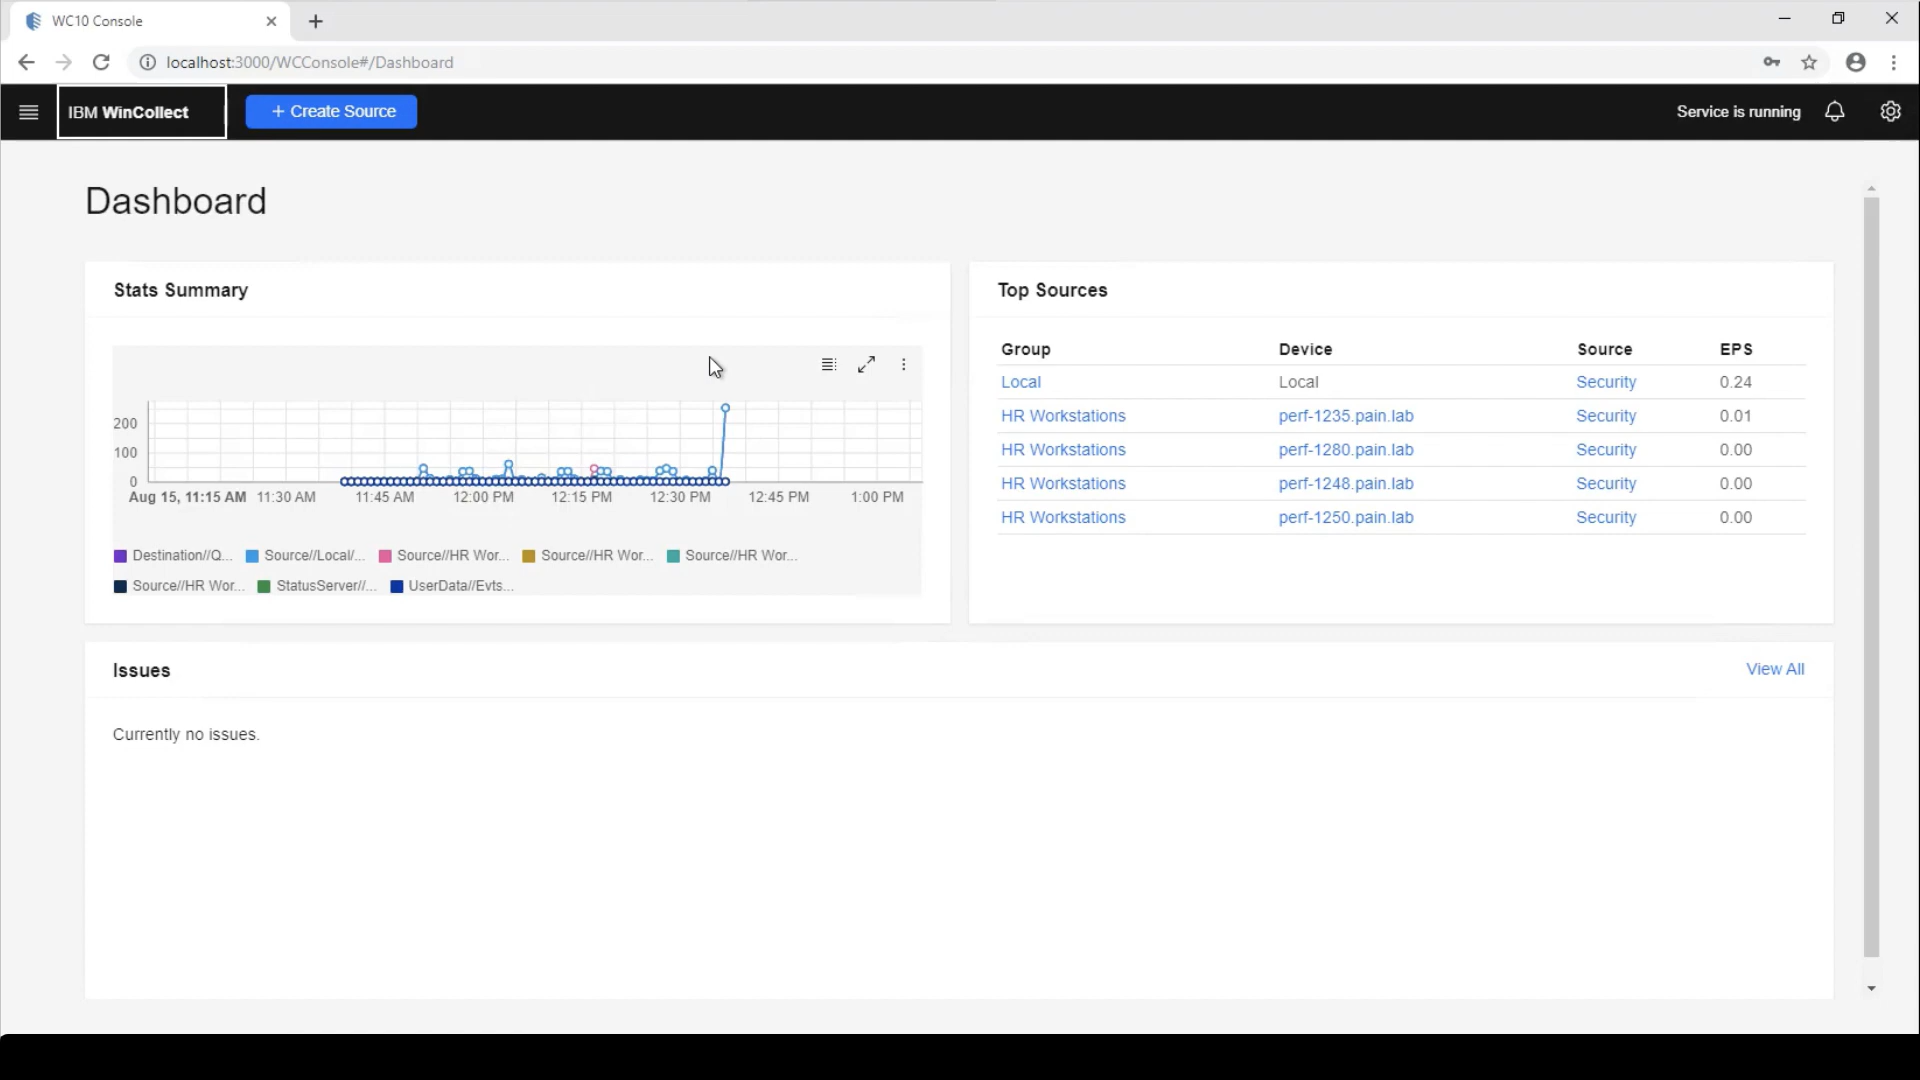 WC10 Console
localhost:3000/WCConsole#/Dashboard
IBM WinCollect
+ Create Source
Service is running
Dashboard
Stats Summary
200
100
0
Aug 15, 11:15 AM 11:30 AM 11:45 AM 12:00 PM 12:15 PM 12:30 PM 12:45 PM 1:00 PM
Destination//Q... Source//Local/... Source//HR Wor... Source//HR Wor... Source//HR Wor...
Source//HR Wor... StatusServer//... UserData//Evts...
Top Sources
Group Device Source EPS
Local Local Security 0.24
HR Workstations perf-1235.pain.lab Security 0.01
HR Workstations perf-1280.pain.lab Security 0.00
HR Workstations perf-1248.pain.lab Security 0.00
HR Workstations perf-1250.pain.lab Security 0.00
Issues
View All
Currently no issues.